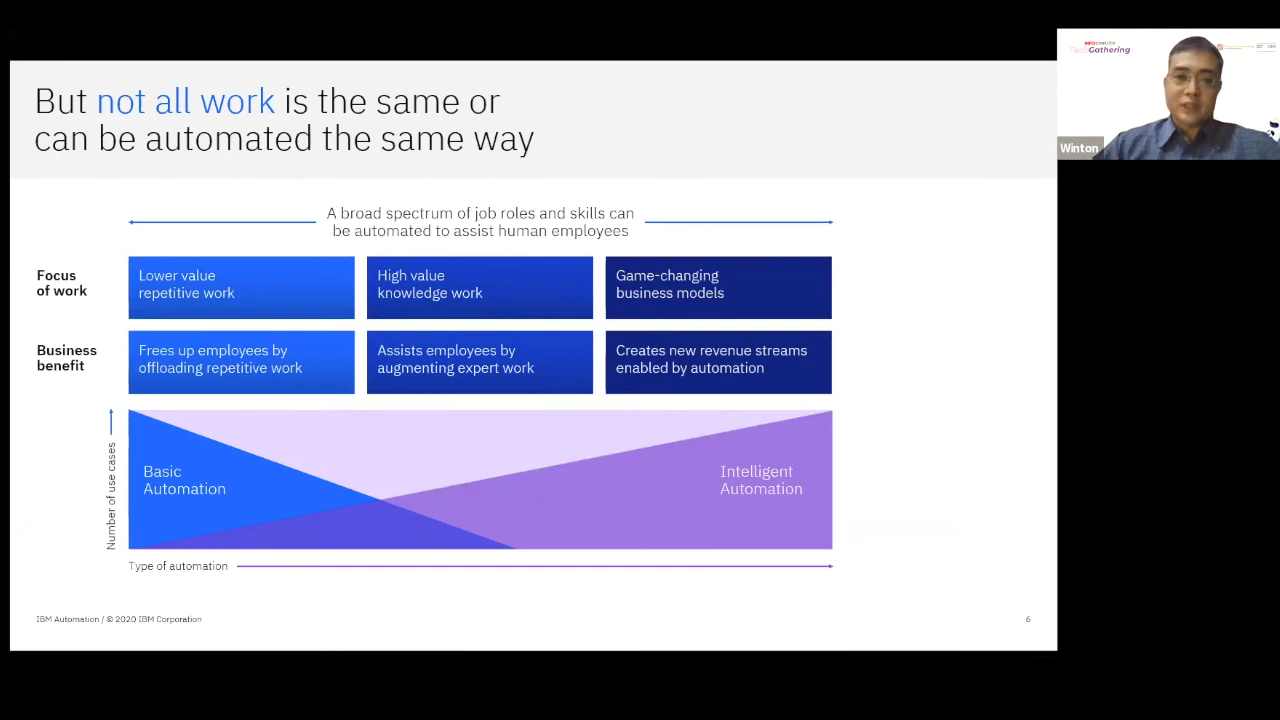 But not all work is the same or
can be automated the same way
A broad spectrum of job roles and skills can
be automated to assist human employees
Focus
of work
Lower value
repetitive work
High value
knowledge work
Game-changing
business models
Business
benefit
Frees up employees by
offloading repetitive work
Assists employees by
augmenting expert work
Creates new revenue streams
enabled by automation
Number of use cases
Basic
Automation
Intelligent
Automation
Type of automation
IBM Automation / © 2020 IBM Corporation
6
Gathering
Winton